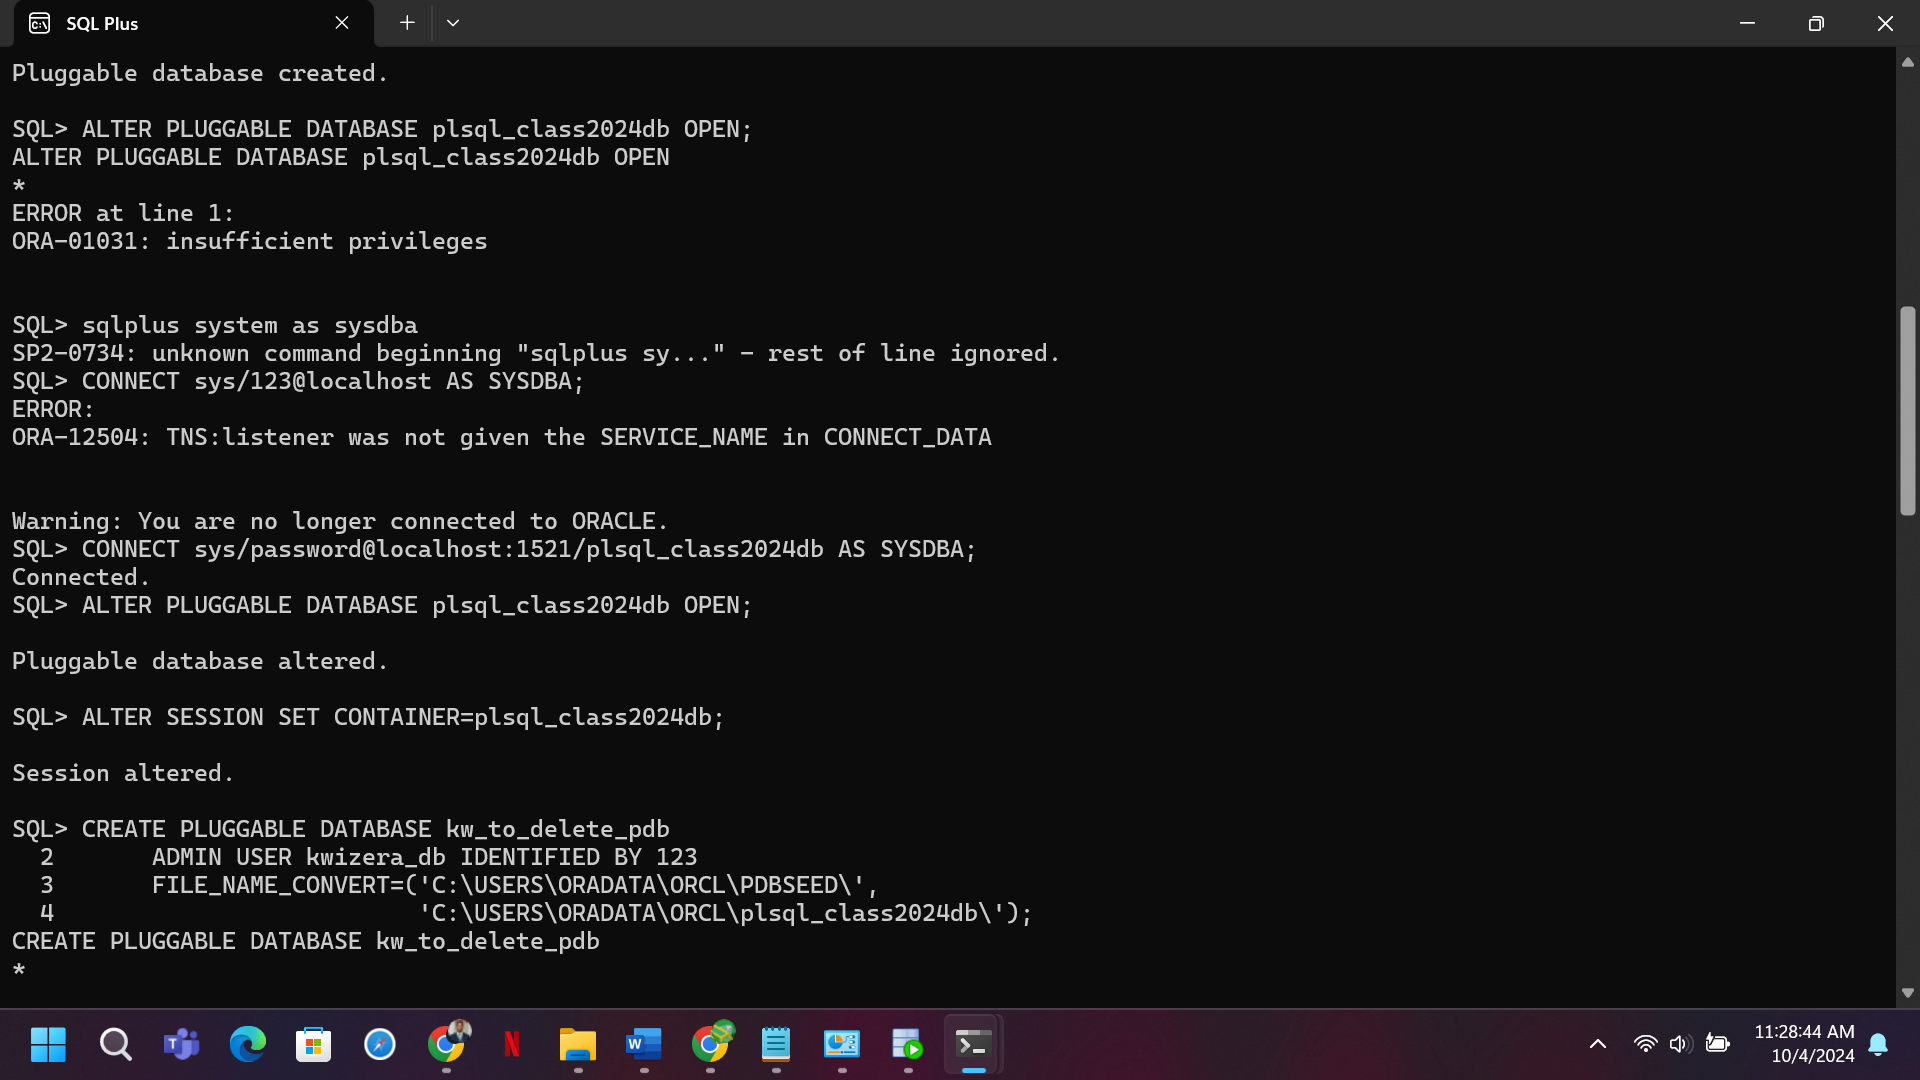 SQL Plus
Pluggable database created.
SQL> ALTER PLUGGABLE DATABASE plsql_class2024db OPEN;
ALTER PLUGGABLE DATABASE plsql_class2024db OPEN
*
ERROR at line 1:
ORA-01031: insufficient privileges
SQL> sqlplus system as sysdba
SP2-0734: unknown command beginning "sqlplus sy..." - rest of line ignored.
SQL> CONNECT sys/123@localhost AS SYSDBA;
ERROR:
ORA-12504: TNS:listener was not given the SERVICE_NAME in CONNECT_DATA
Warning: You are no longer connected to ORACLE.
SQL> CONNECT sys/password@localhost:1521/plsql_class2024db AS SYSDBA;
Connected.
SQL> ALTER PLUGGABLE DATABASE plsql_class2024db OPEN;
Pluggable database altered.
SQL> ALTER SESSION SET CONTAINER=plsql_class2024db;
Session altered.
SQL> CREATE PLUGGABLE DATABASE kw_to_delete_pdb
  2       ADMIN USER kwizera_db IDENTIFIED BY 123
  3       FILE_NAME_CONVERT=('C:\USERS\ORADATA\ORCL\PDBSEED\',
  4                          'C:\USERS\ORADATA\ORCL\plsql_class2024db\');
CREATE PLUGGABLE DATABASE kw_to_delete_pdb
*
11:28:44 AM
10/4/2024